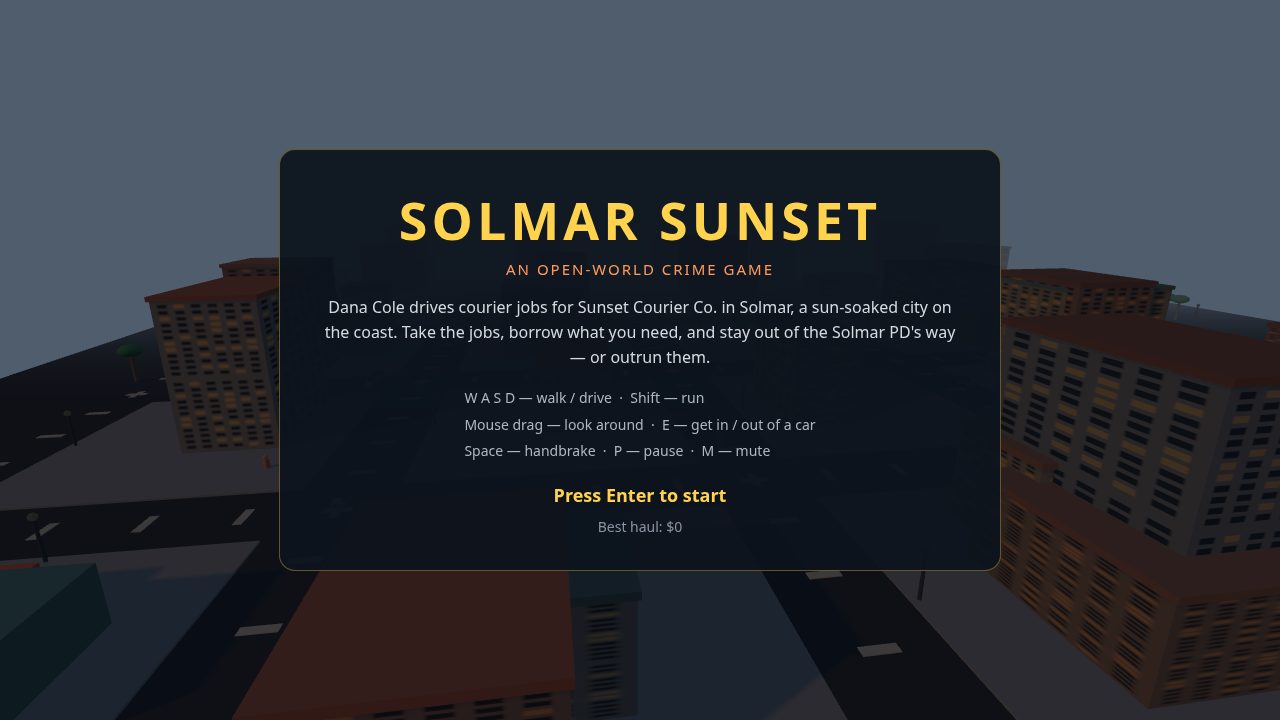 SOLMAR SUNSET
AN OPEN-WORLD CRIME GAME
Dana Cole drives courier jobs for Sunset Courier Co. in Solmar, a sun-soaked city on
the coast. Take the jobs, borrow what you need, and stay out of the Solmar PD's way
— or outrun them.
W A S D — walk / drive · Shift — run
Mouse drag — look around · E — get in / out of a car
Space — handbrake · P — pause · M — mute
Press Enter to start
Best haul: $0